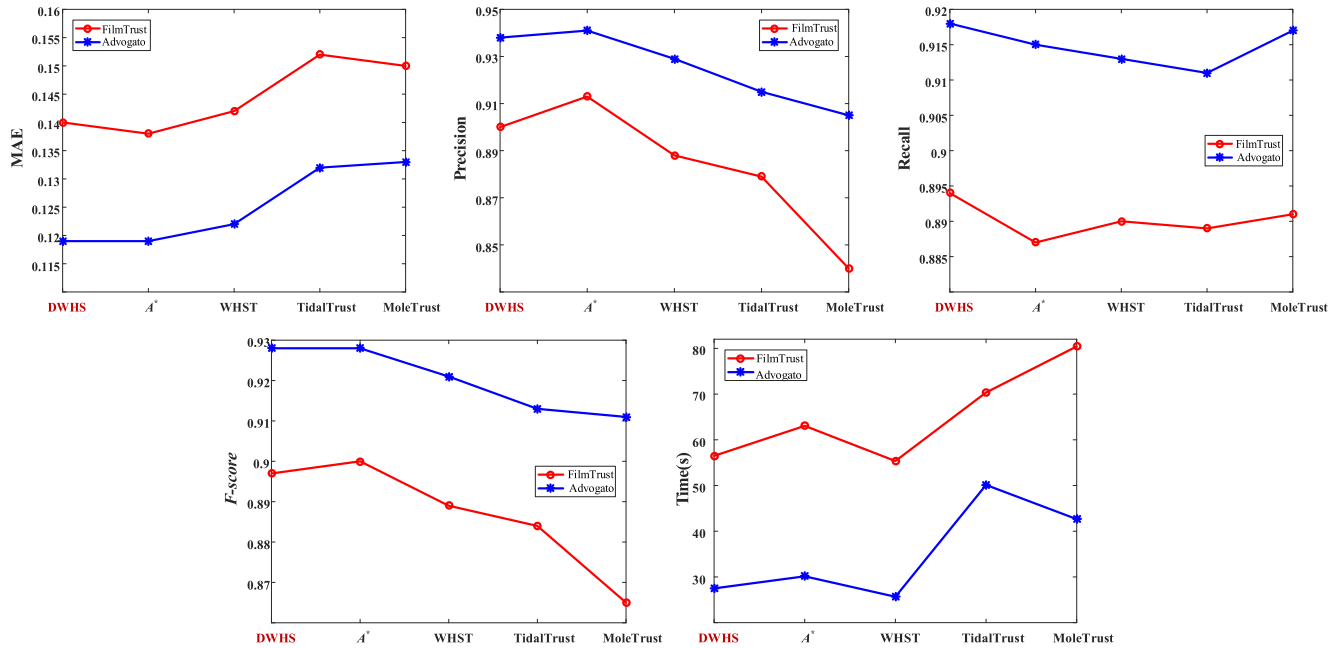 0.16
0.155
0.15
0.145
0.14
0.135
0.13
0.125
0.12
0.115
MAE
FilmTrust
Advogato
DWHS A* WHST TidalTrust MoleTrust
0.95
0.93
0.91
0.89
0.87
0.85
Precision
FilmTrust
Advogato
DWHS A* WHST TidalTrust MoleTrust
0.92
0.915
0.91
0.905
0.9
0.895
0.89
0.885
Recall
FilmTrust
Advogato
DWHS A* WHST TidalTrust MoleTrust
0.93
0.92
0.91
0.9
0.89
0.88
0.87
F-score
FilmTrust
Advogato
DWHS A* WHST TidalTrust MoleTrust
80
70
60
50
40
30
Time(s)
FilmTrust
Advogato
DWHS A* WHST TidalTrust MoleTrust